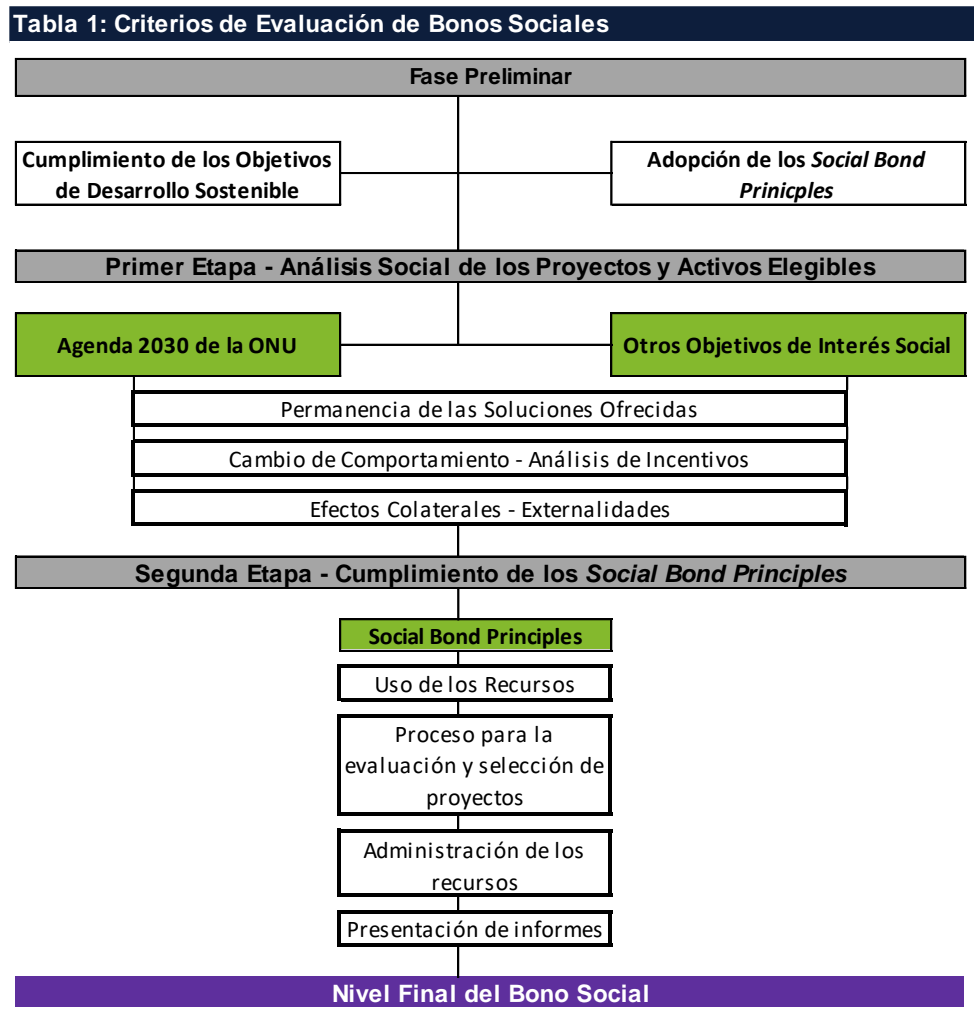 Tabla 1: Criterios de Evaluación de Bonos Sociales
Fase Preliminar
Cumplimiento de los Objetivos
de Desarrollo Sostenible
Adopción de los Social Bond
Prinicples
Primer Etapa - Análisis Social de los Proyectos y Activos Elegibles
Agenda 2030 de la ONU
Otros Objetivos de Interés Social
Permanencia de las Soluciones Ofrecidas
Cambio de Comportamiento - Análisis de Incentivos
Efectos Colaterales - Externalidades
Segunda Etapa - Cumplimiento de los Social Bond Principles
Social Bond Principles
Uso de los Recursos
Proceso para la
evaluación y selección de
proyectos
Administración de los
recursos
Presentación de informes
Nivel Final del Bono Social